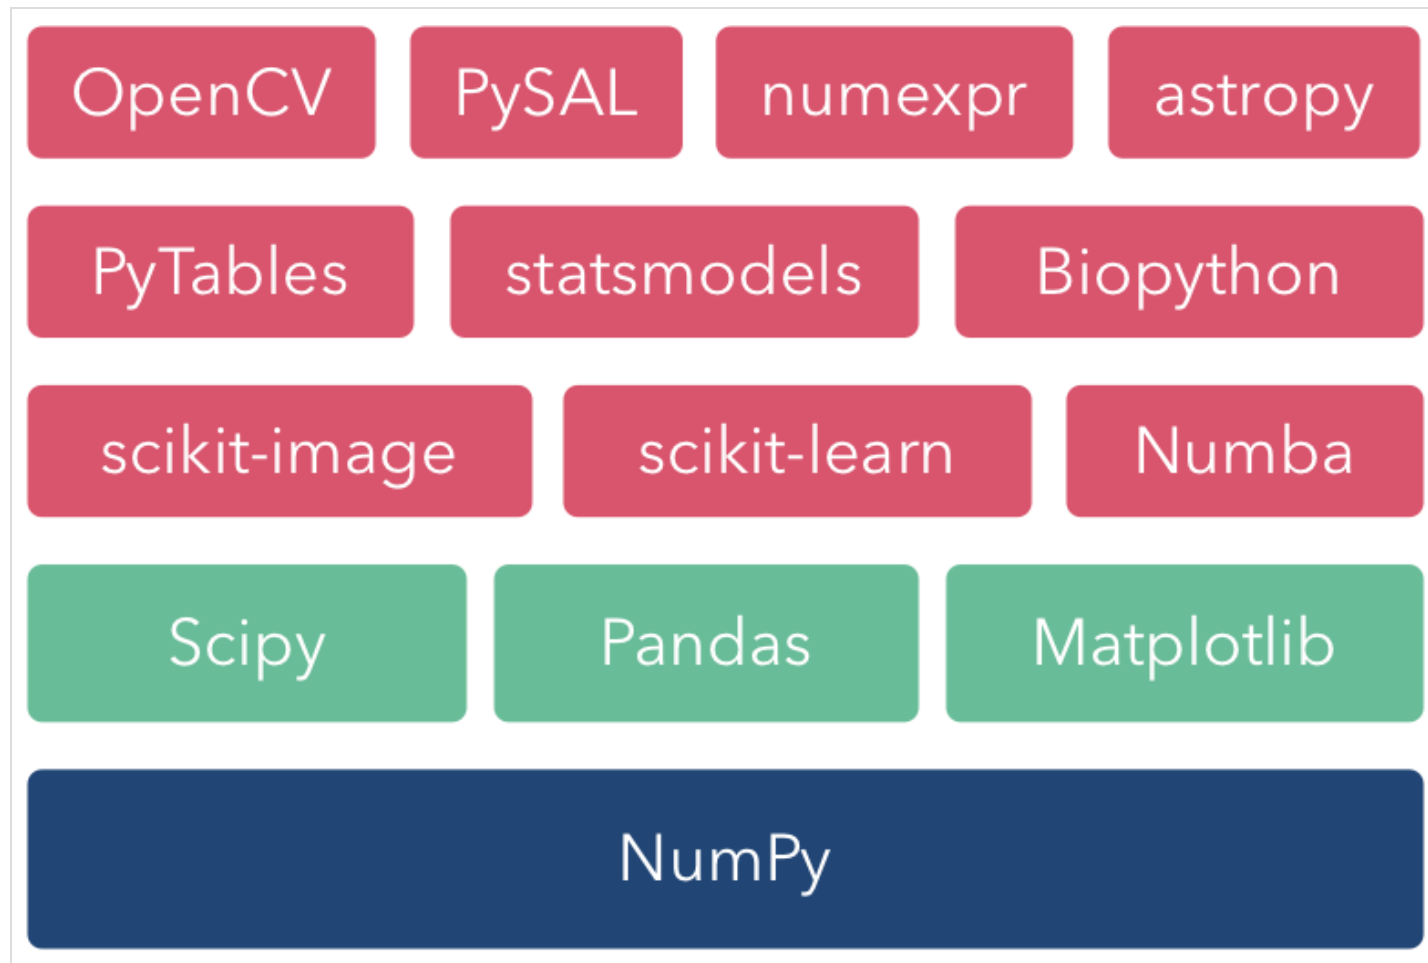 OpenCV PySAL numexpr astropy
PyTables statsmodels Biopython
scikit-image scikit-learn Numba
Scipy Pandas Matplotlib
NumPy